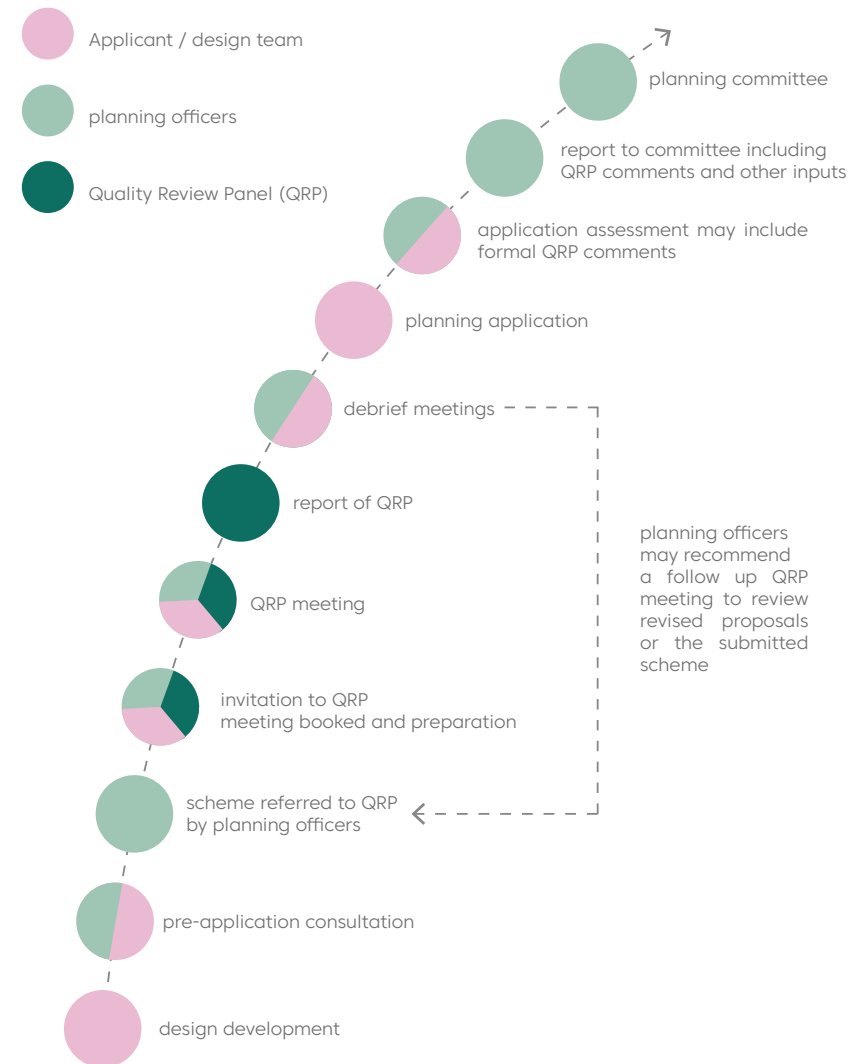 Applicant / design team
planning officers
Quality Review Panel (QRP)
planning committee
report to committee including
QRP comments and other inputs
application assessment may include
formal QRP comments
planning application
debrief meetings
report of QRP
planning officers
may recommend
a follow up QRP
meeting to review
revised proposals
or the submitted
scheme
QRP meeting
invitation to QRP
meeting booked and preparation
scheme referred to QRP
by planning officers
pre-application consultation
design development